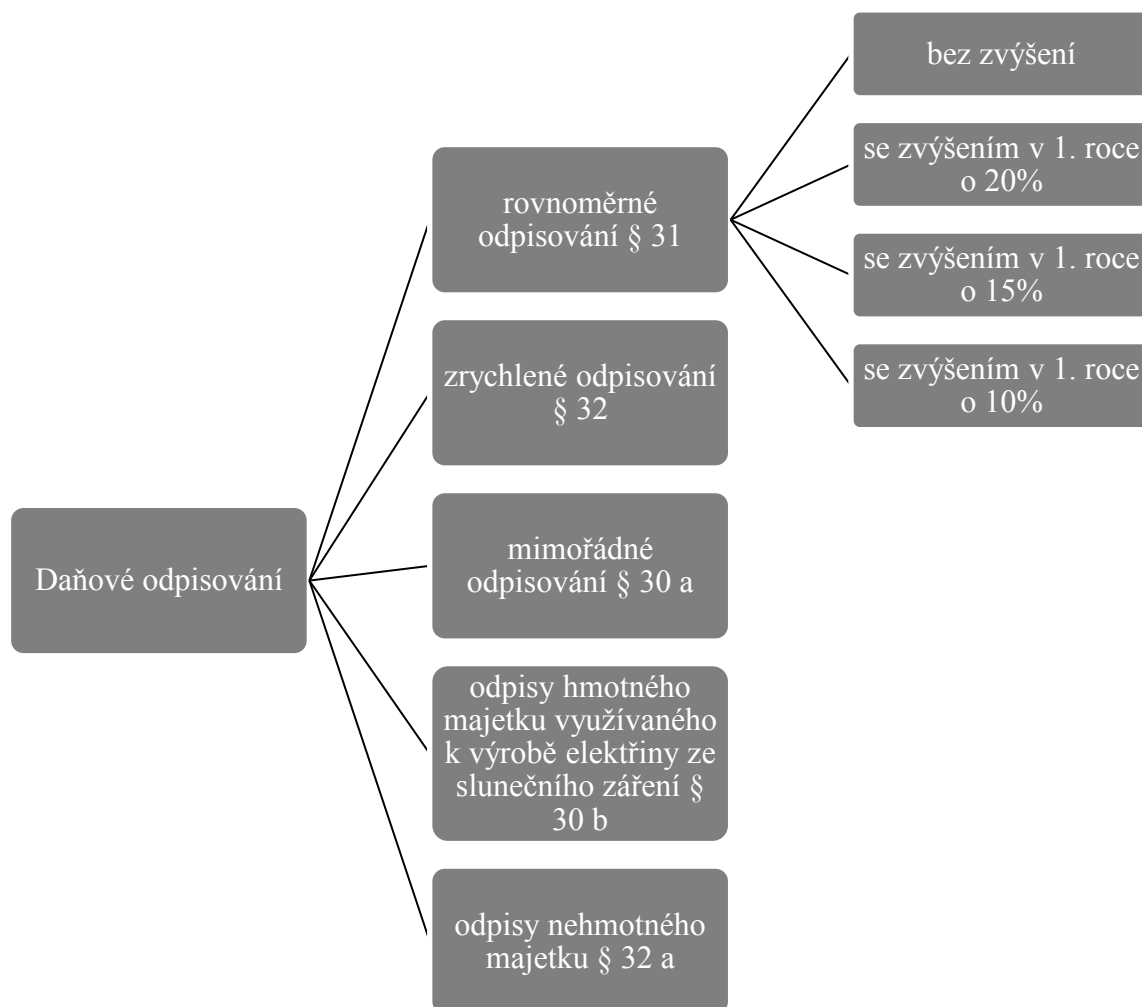 Daňové odpisování
rovnoměrné
odpisování § 31
bez zvýšení
se zvýšením v 1. roce
o 20%
se zvýšením v 1. roce
o 15%
se zvýšením v 1. roce
o 10%
zrychlené odpisování
§ 32
mimořádné
odpisování § 30 a
odpisy hmotného
majetku využívaného
k výrobě elektřiny ze
slunečního záření §
30 b
odpisy nehmotného
majetku § 32 a